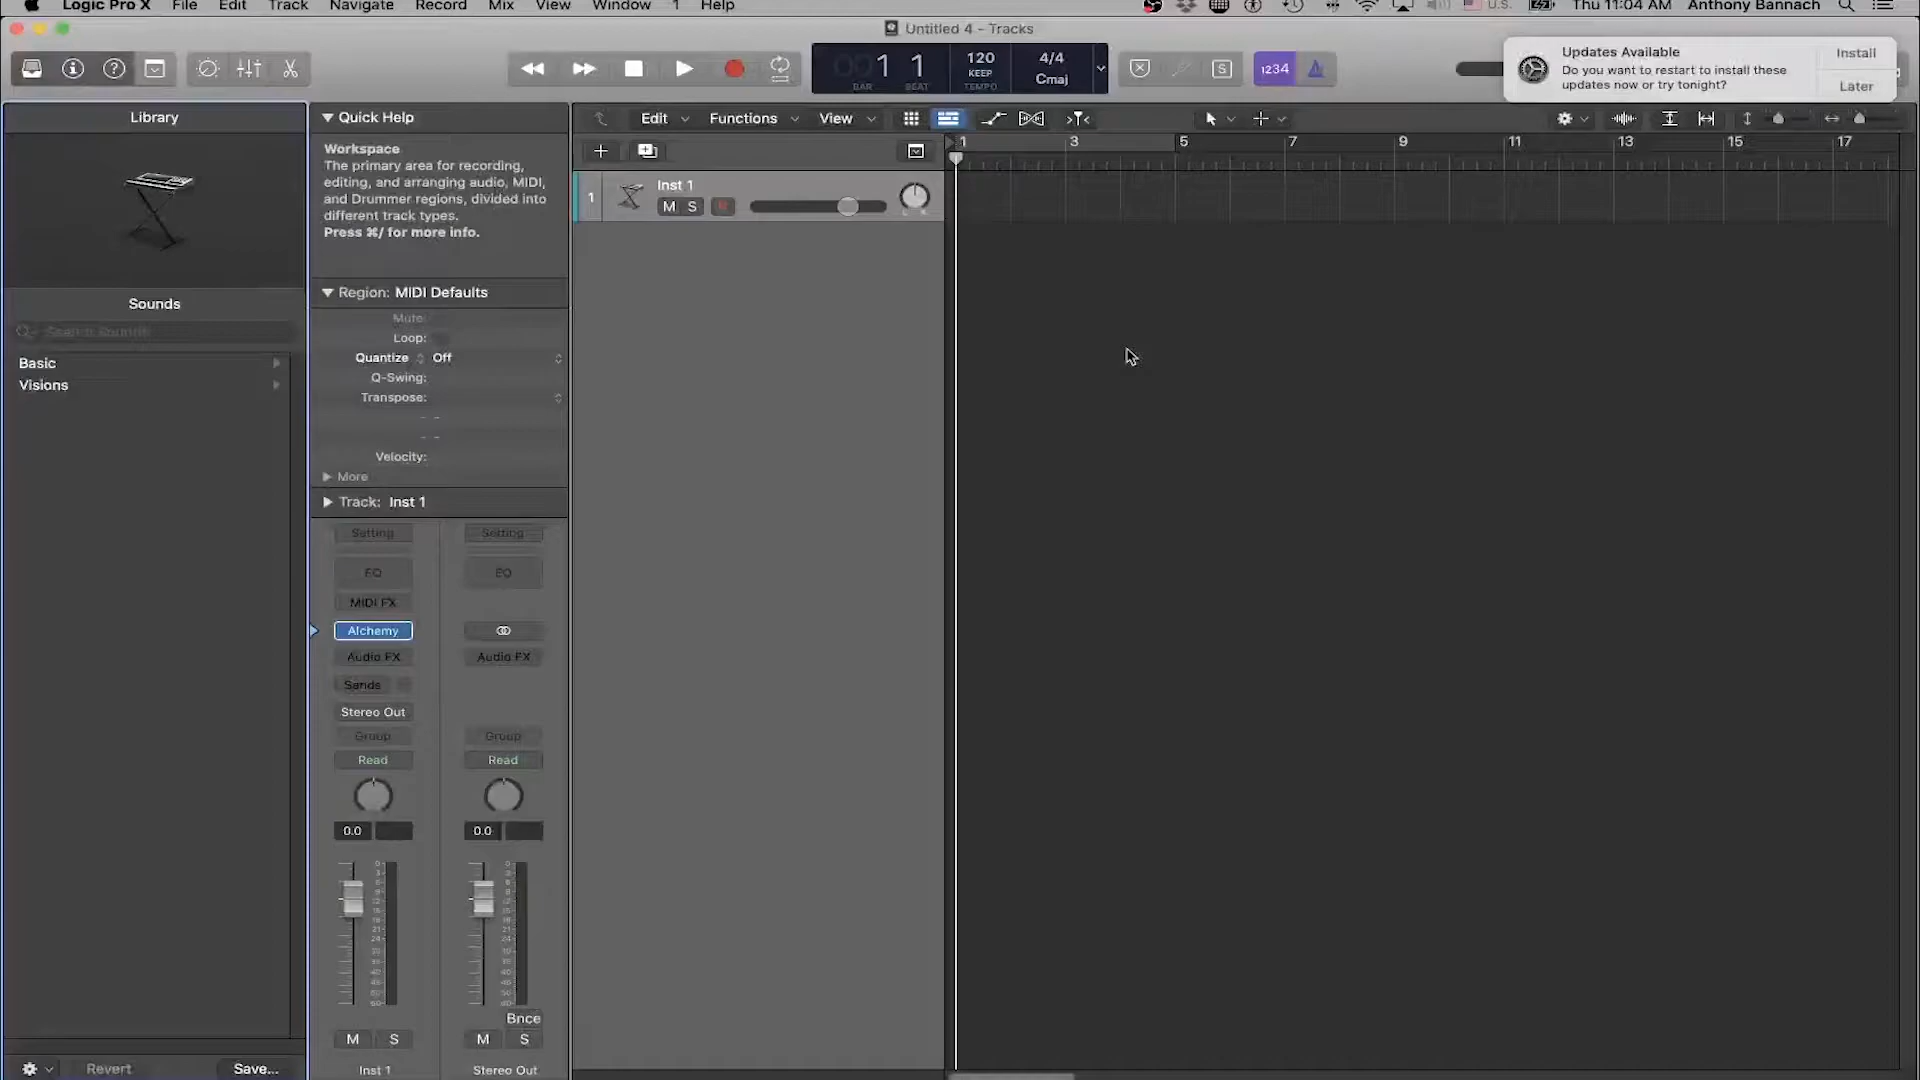 Logic Pro X File Edit Track Navigate Record Mix View Window 1 Help U.S. Thu 11:04 AM Anthony Bannach
Untitled 4 - Tracks
1 1 120 4/4
KEEP Cmaj
BAR BEAT TEMPO
S 1234
Updates Available
Do you want to restart to install these
updates now or try tonight?
Install
Later
Library
Sounds
Search Sounds
Basic
Visions
Revert Save...
Quick Help
Workspace
The primary area for recording,
editing, and arranging audio, MIDI,
and Drummer regions, divided into
different track types.
Press ⌘/ for more info.
Region: MIDI Defaults
Mute:
Loop:
Quantize Off
Q-Swing:
Transpose:
- -
- -
Velocity:
More
Track: Inst 1
Setting Setting
EQ EQ
MIDI FX
Alchemy
Audio FX Audio FX
Sends
Stereo Out
Group Group
Read Read
0.0 0.0
Bnce
M S M S
Inst 1 Stereo Out
Edit Functions View
1 3 5 7 9 11 13 15 17
1 Inst 1
M S R